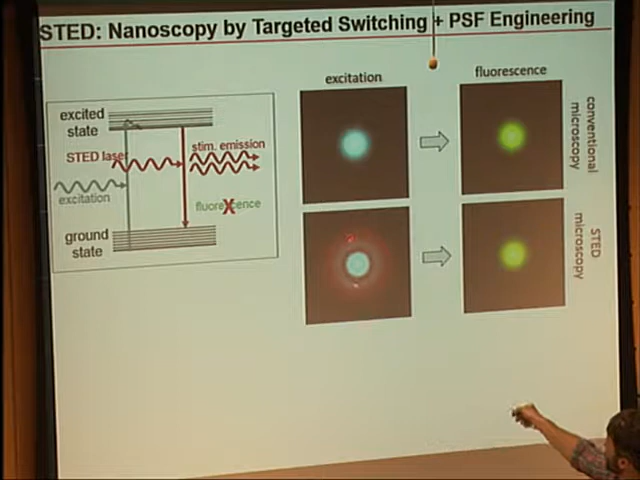 STED: Nanoscopy by Targeted Switching + PSF Engineering
excited
state
STED laser
stim. emission
excitation
fluorescence
ground
state
excitation
fluorescence
conventional
microscopy
STED
microscopy